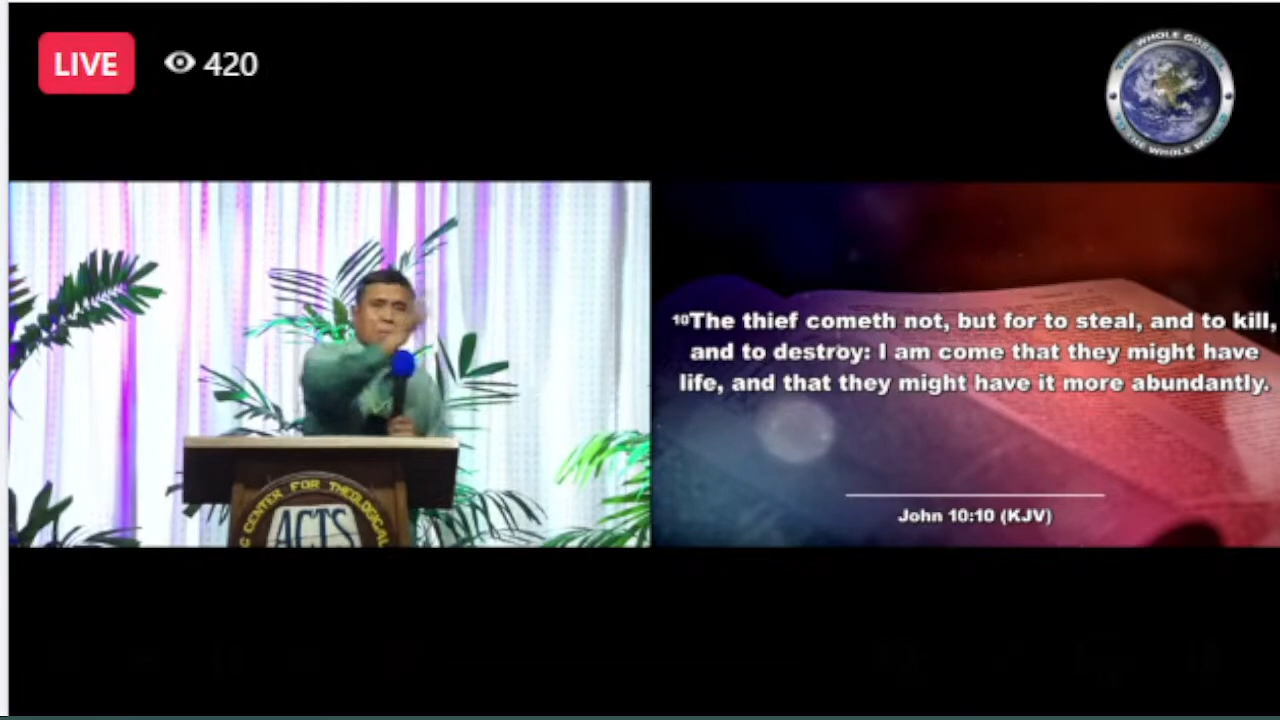 LIVE 420
THE WHOLE GOSPEL
TO THE WHOLE WORLD
10The thief cometh not, but for to steal, and to kill,
and to destroy: I am come that they might have
life, and that they might have it more abundantly.
John 10:10 (KJV)
C CENTER FOR THEOLOGICAL
ACTS